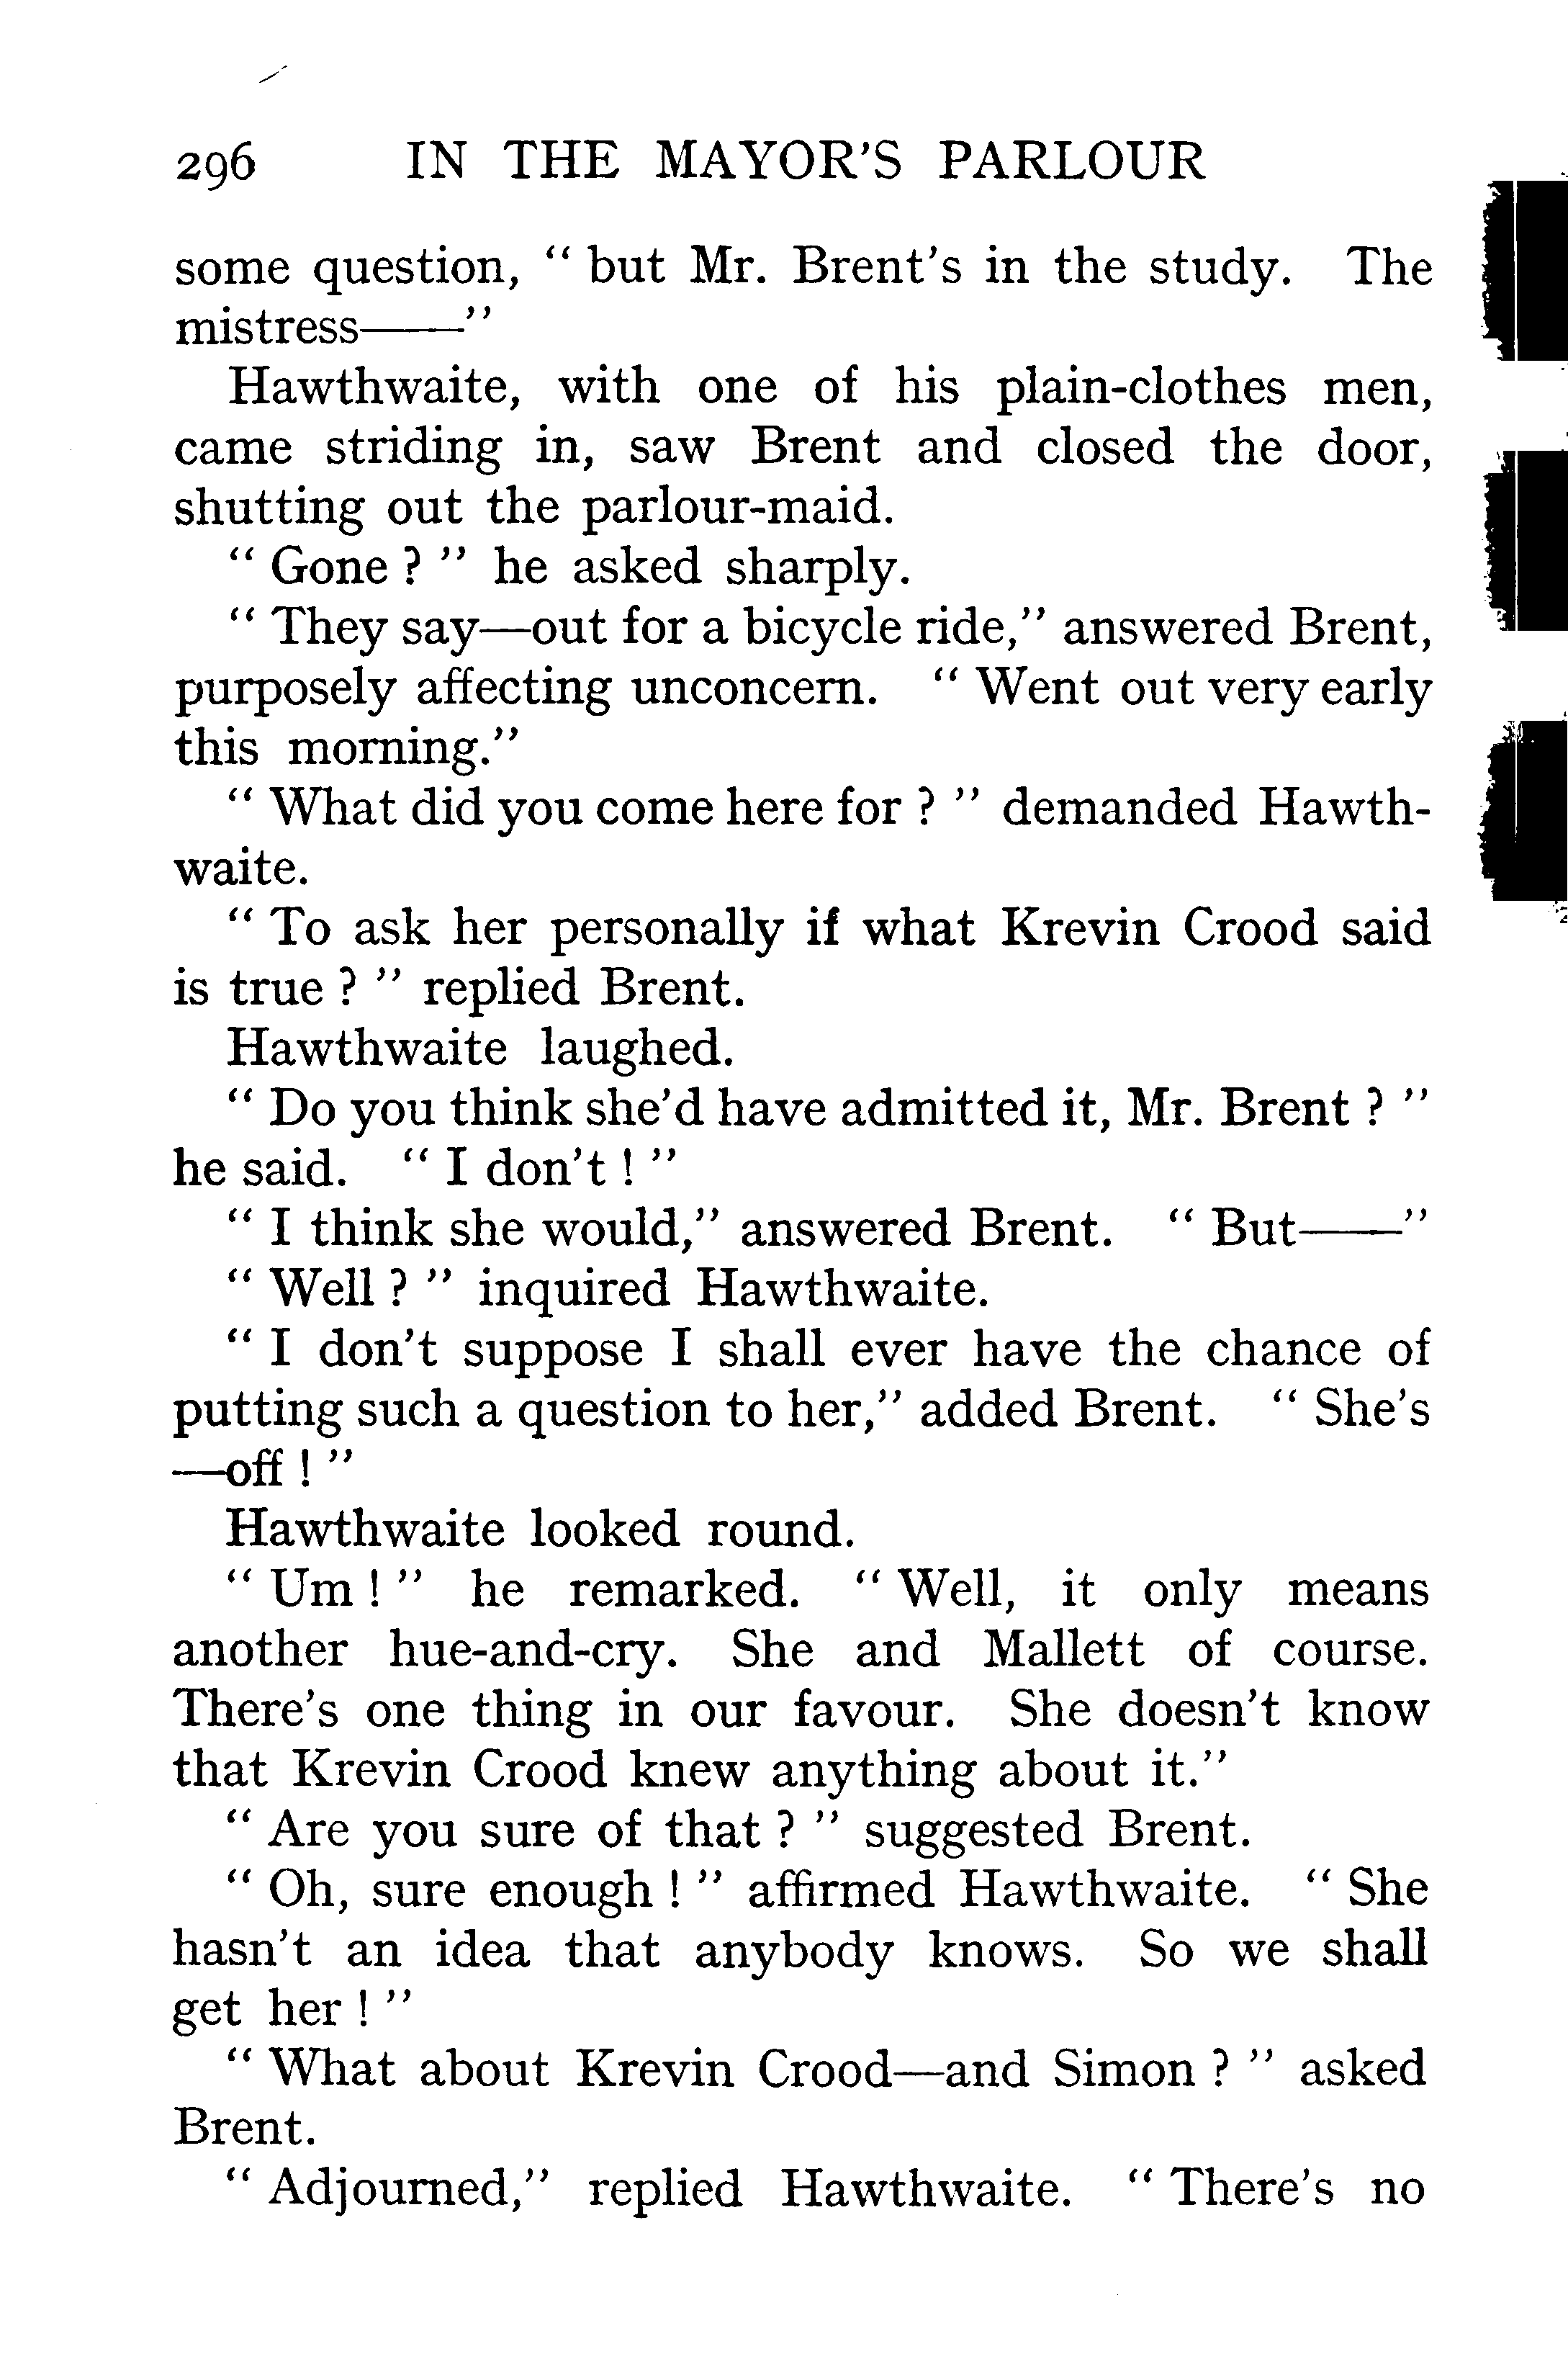 296 IN THE MAYOR'S PARLOUR
some question, “ but Mr. Brent's in the study. The
mistress——”
Hawthwaite, with one of his plain-clothes men,
came striding in, saw Brent and closed the door,
shutting out the parlour-maid.
“ Gone ? ” he asked sharply.
“ They say—out for a bicycle ride,” answered Brent,
purposely affecting unconcern. “ Went out very early
this morning.”
“ What did you come here for ? ” demanded Hawth-
waite.
“ To ask her personally if what Krevin Crood said
is true ? ” replied Brent.
Hawthwaite laughed.
“ Do you think she'd have admitted it, Mr. Brent ? ”
he said. “ I don't ! ”
“ I think she would,” answered Brent. “ But——”
“ Well ? ” inquired Hawthwaite.
“ I don't suppose I shall ever have the chance of
putting such a question to her,” added Brent. “ She's
—off ! ”
Hawthwaite looked round.
“ Um ! ” he remarked. “ Well, it only means
another hue-and-cry. She and Mallett of course.
There's one thing in our favour. She doesn't know
that Krevin Crood knew anything about it.”
“ Are you sure of that ? ” suggested Brent.
“ Oh, sure enough ! ” affirmed Hawthwaite. “ She
hasn't an idea that anybody knows. So we shall
get her ! ”
“ What about Krevin Crood—and Simon ? ” asked
Brent.
“ Adjourned,” replied Hawthwaite. “ There's no